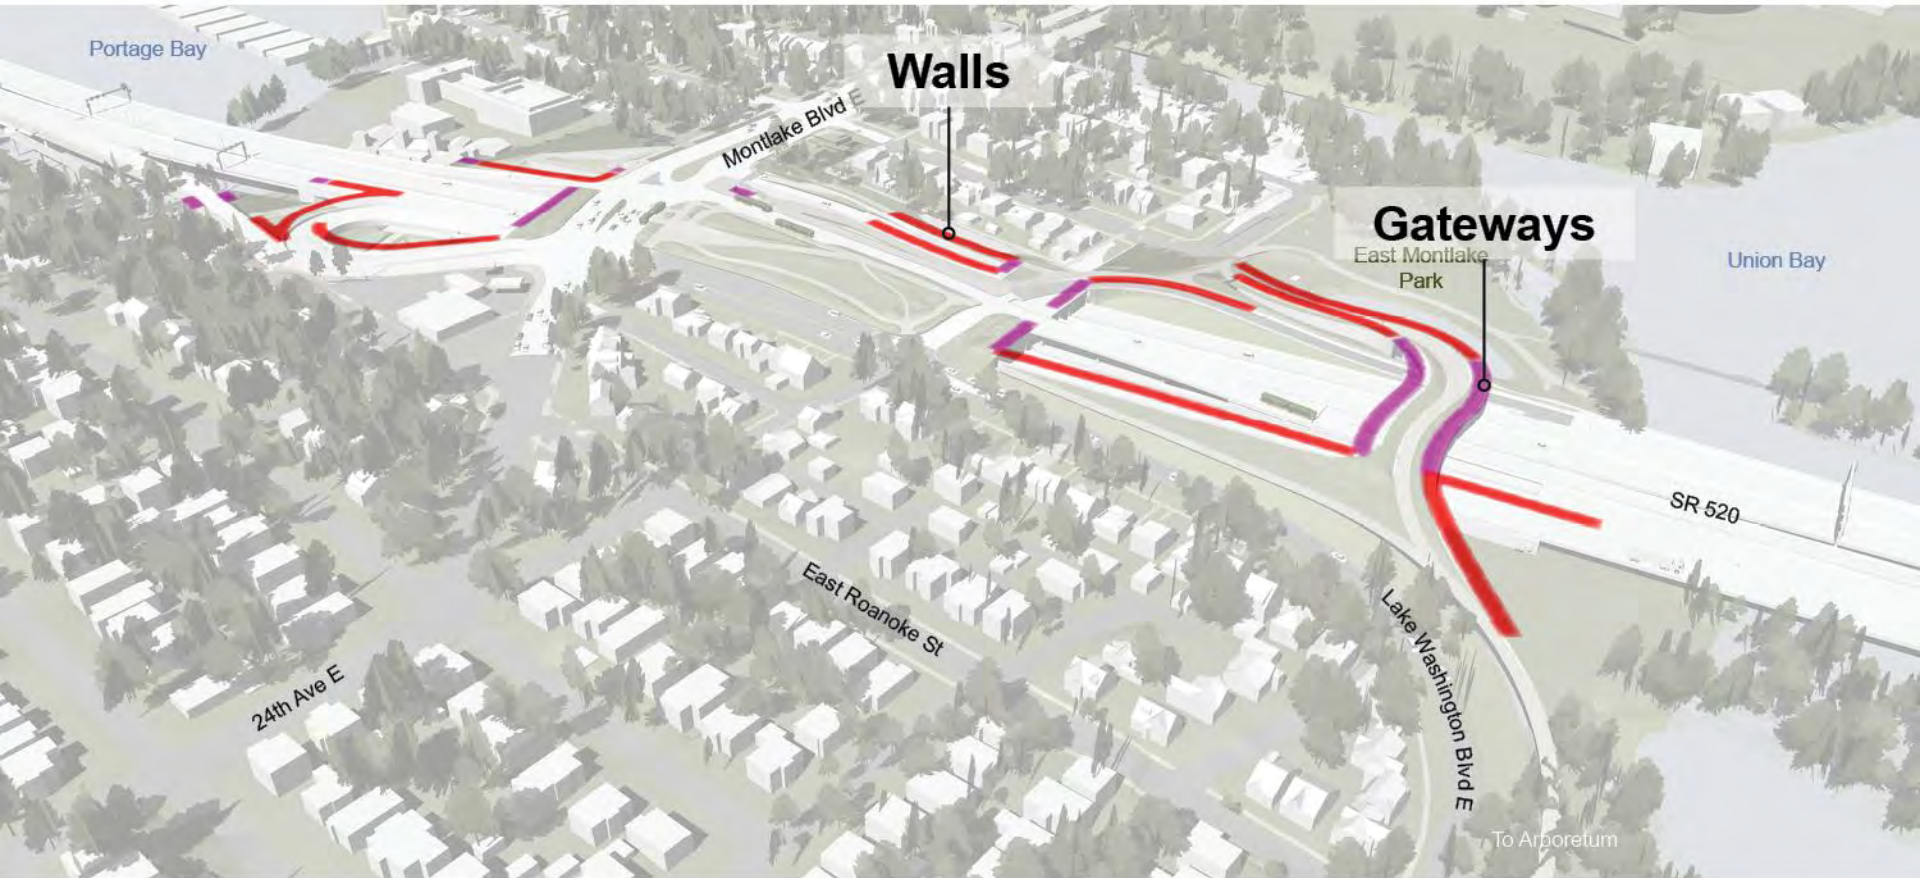 Portage Bay
Walls
Montlake Blvd E
Gateways
East Montlake
Park
Union Bay
SR 520
East Roanoke St
Lake Washington Blvd E
24th Ave E
To Arboretum